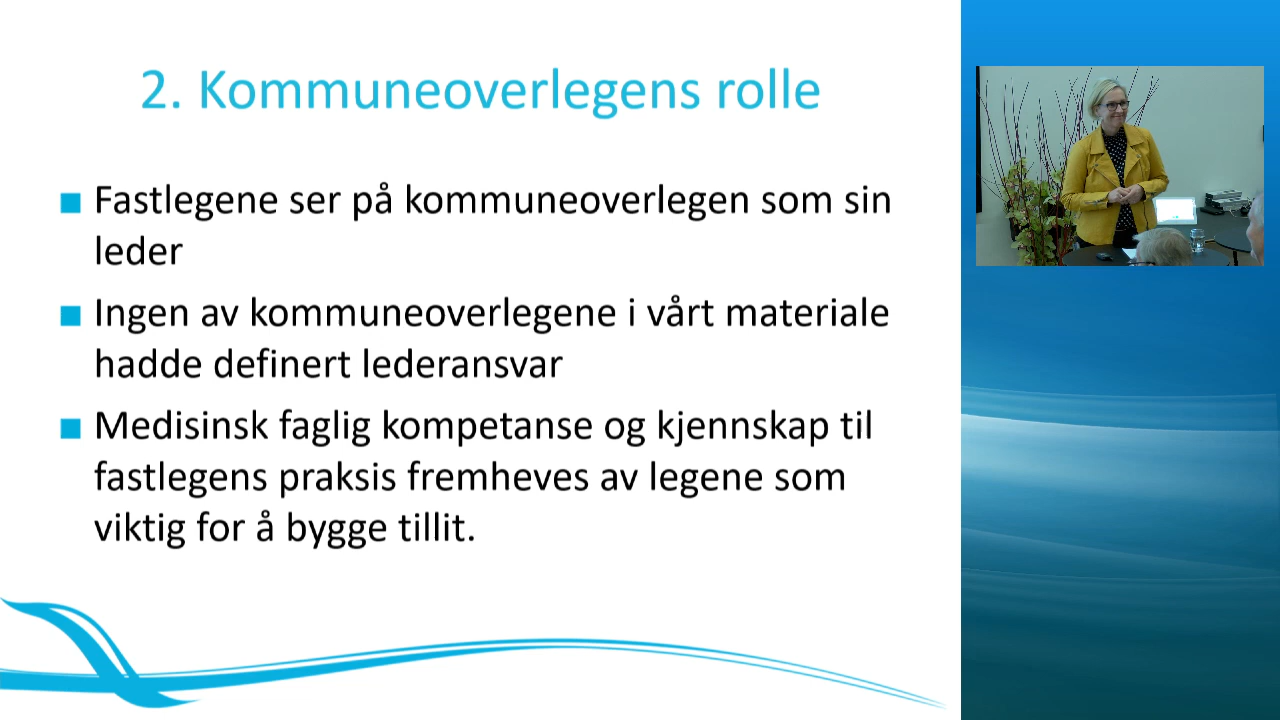 2. Kommuneoverlegens rolle
Fastlegene ser på kommuneoverlegen som sin
leder
Ingen av kommuneoverlegene i vårt materiale
hadde definert lederansvar
Medisinsk faglig kompetanse og kjennskap til
fastlegens praksis fremheves av legene som
viktig for å bygge tillit.